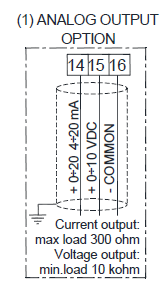 (1) ANALOG OUTPUT
OPTION
14 15 16
+ 0÷20 4÷20 mA
+ 0÷10 VDC
- COMMON
Current output:
max load 300 ohm
Voltage output:
min.load 10 kohm